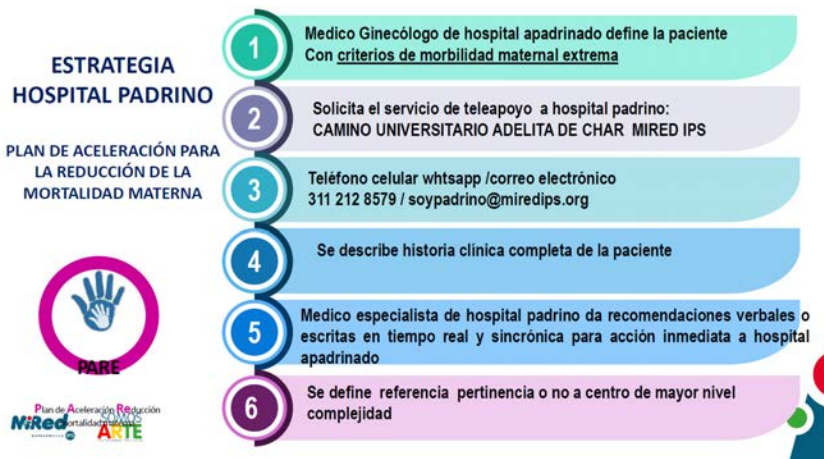 ESTRATEGIA
HOSPITAL PADRINO
PLAN DE ACELERACIÓN PARA
LA REDUCCIÓN DE LA
MORTALIDAD MATERNA
1
Medico Ginecólogo de hospital apadrinado define la paciente
Con criterios de morbilidad maternal extrema
2
Solicita el servicio de teleapoyo a hospital padrino:
CAMINO UNIVERSITARIO ADELITA DE CHAR MIRED IPS
3
Teléfono celular whtsapp /correo electrónico
311 212 8579 / soypadrino@miredips.org
4
Se describe historia clínica completa de la paciente
5
Medico especialista de hospital padrino da recomendaciones verbales o
escritas en tiempo real y sincrónica para acción inmediata a hospital
apadrinado
6
Se define referencia pertinencia o no a centro de mayor nivel
complejidad
PARE
Plan de Aceleración Reducción
mortalidad materna
MiRed
IPS
SOMOS
ARTE